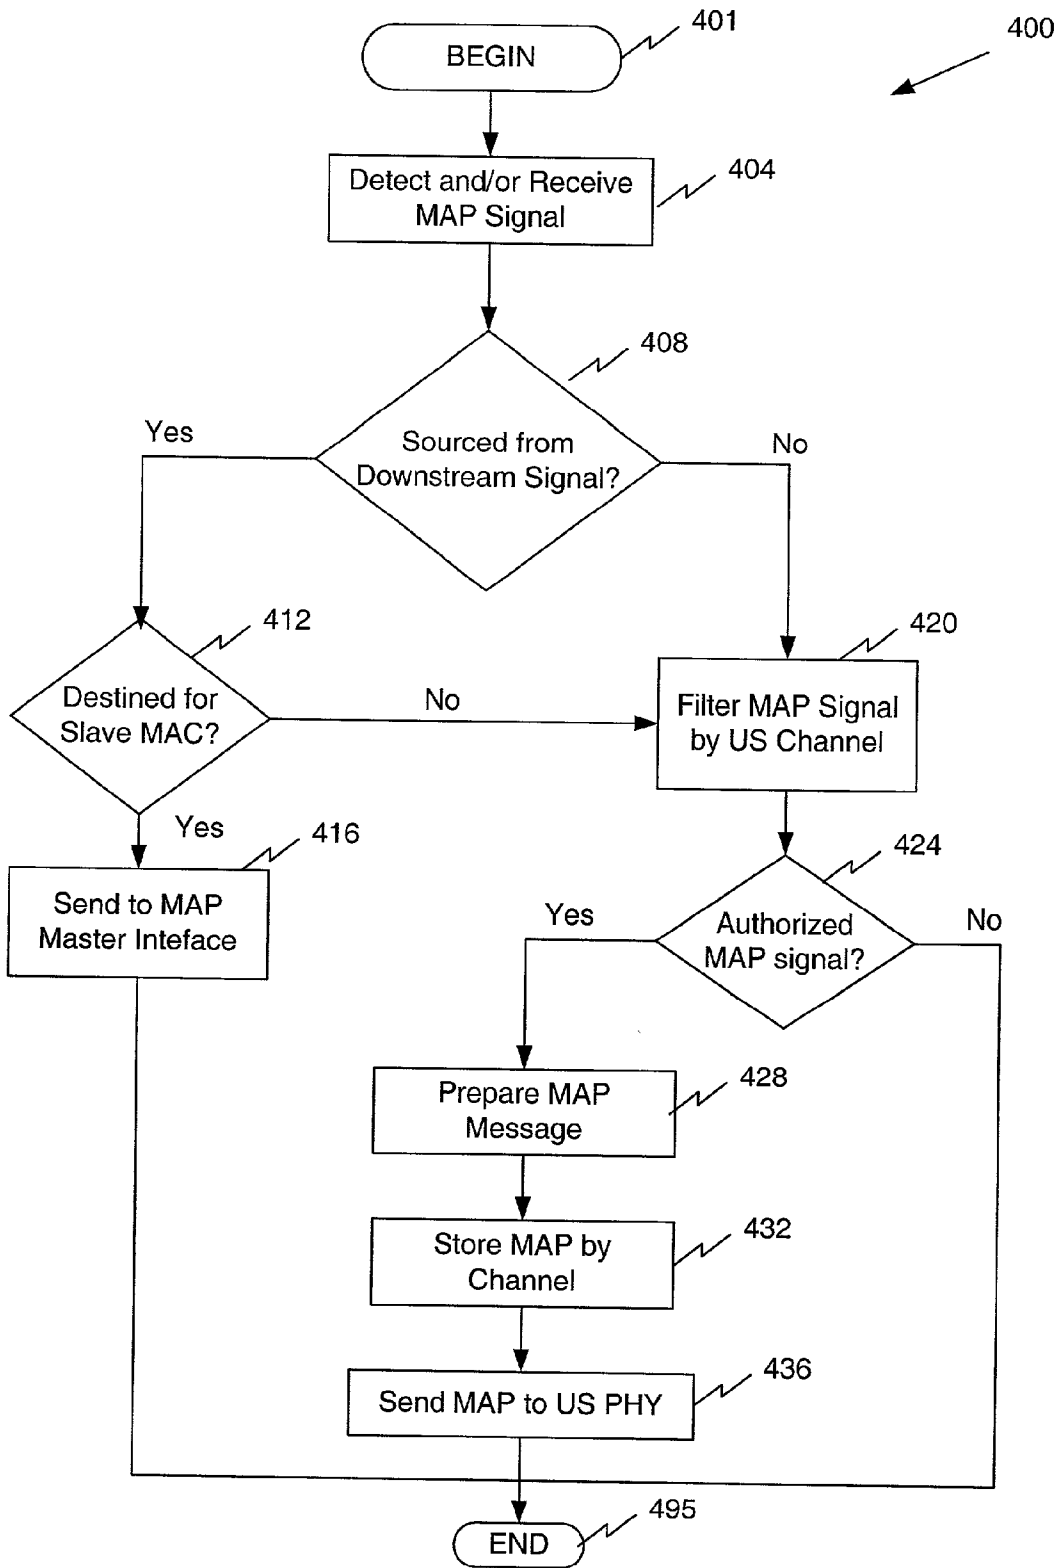 401
400
BEGIN
404
Detect and/or Receive
MAP Signal
408
Yes
Sourced from
Downstream Signal?
No
412
420
Destined for
Slave MAC?
No
Filter MAP Signal
by US Channel
Yes
416
424
Send to MAP
Master Inteface
Yes
Authorized
MAP signal?
No
428
Prepare MAP
Message
432
Store MAP by
Channel
436
Send MAP to US PHY
495
END